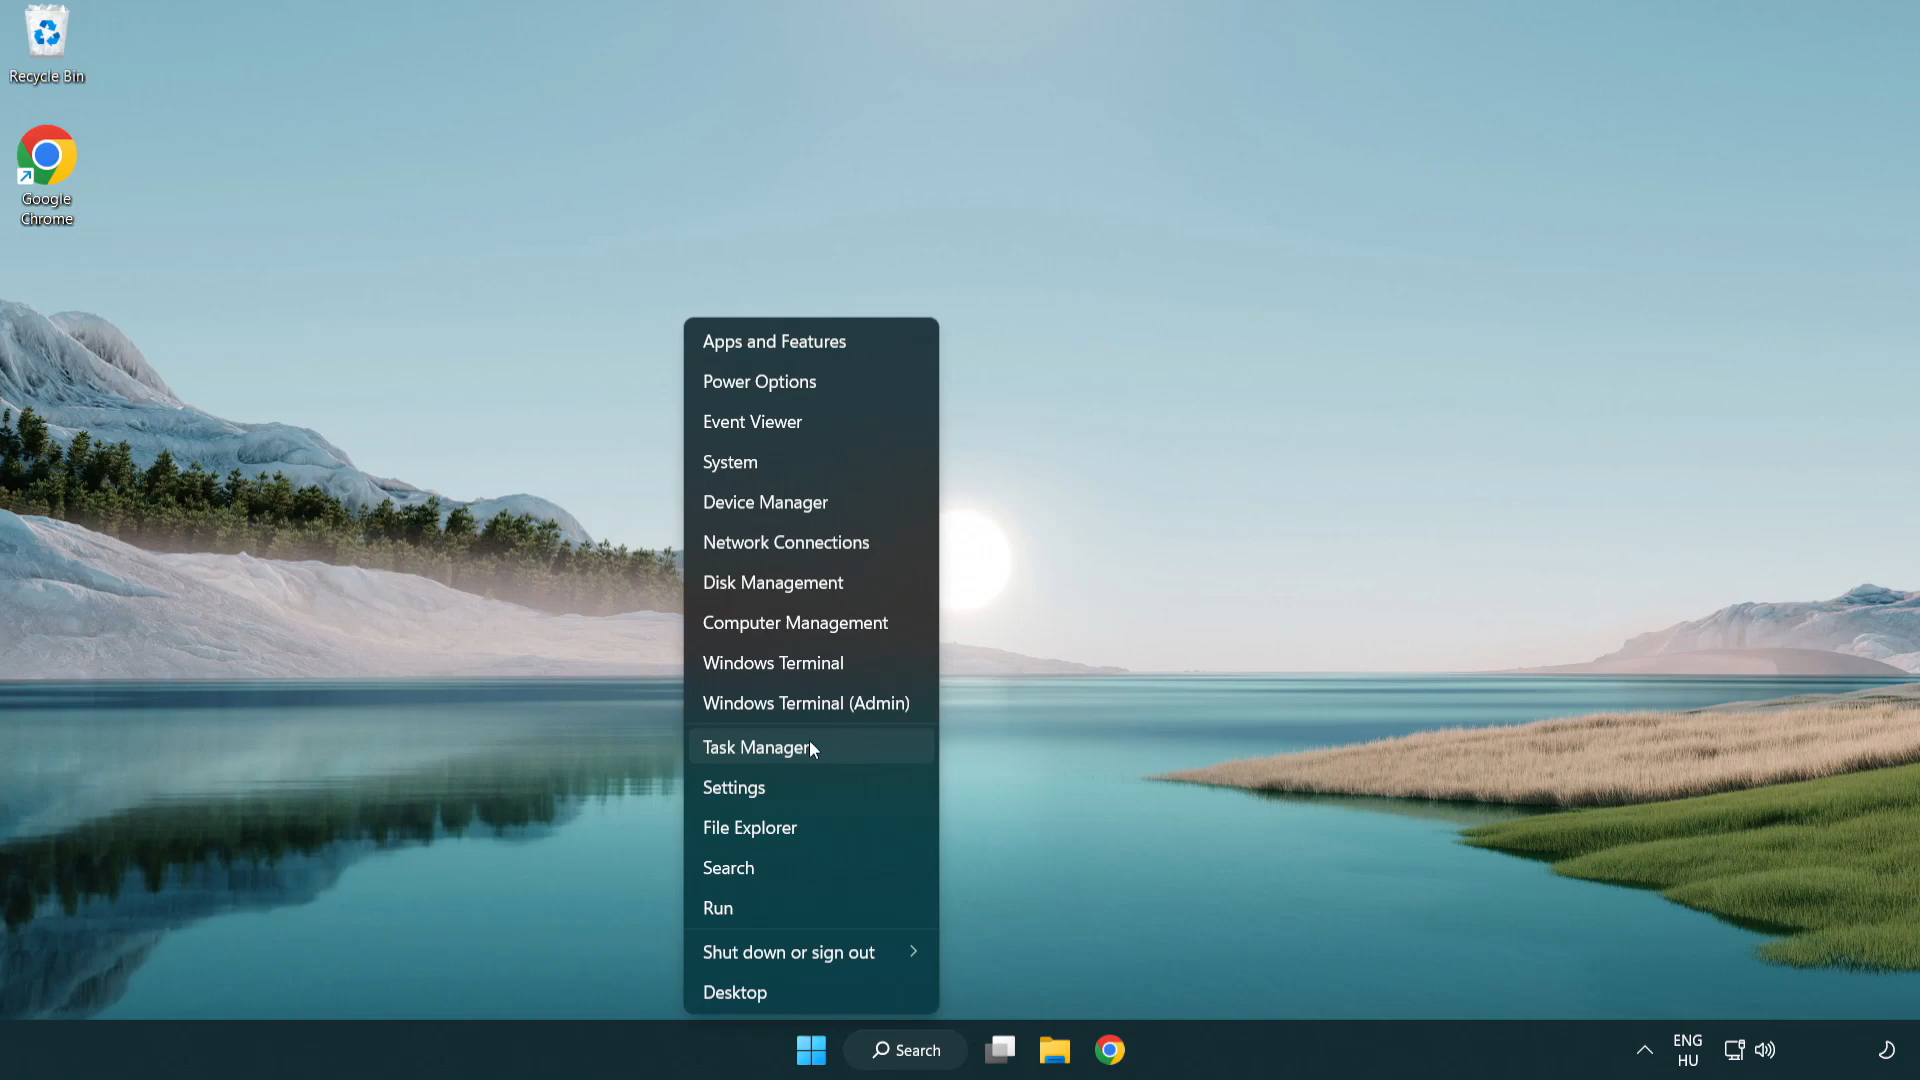 Recycle Bin
Google
Chrome
Apps and Features
Power Options
Event Viewer
System
Device Manager
Network Connections
Disk Management
Computer Management
Windows Terminal
Windows Terminal (Admin)
Task Manager
Settings
File Explorer
Search
Run
Shut down or sign out
Desktop
Search
ENG
HU